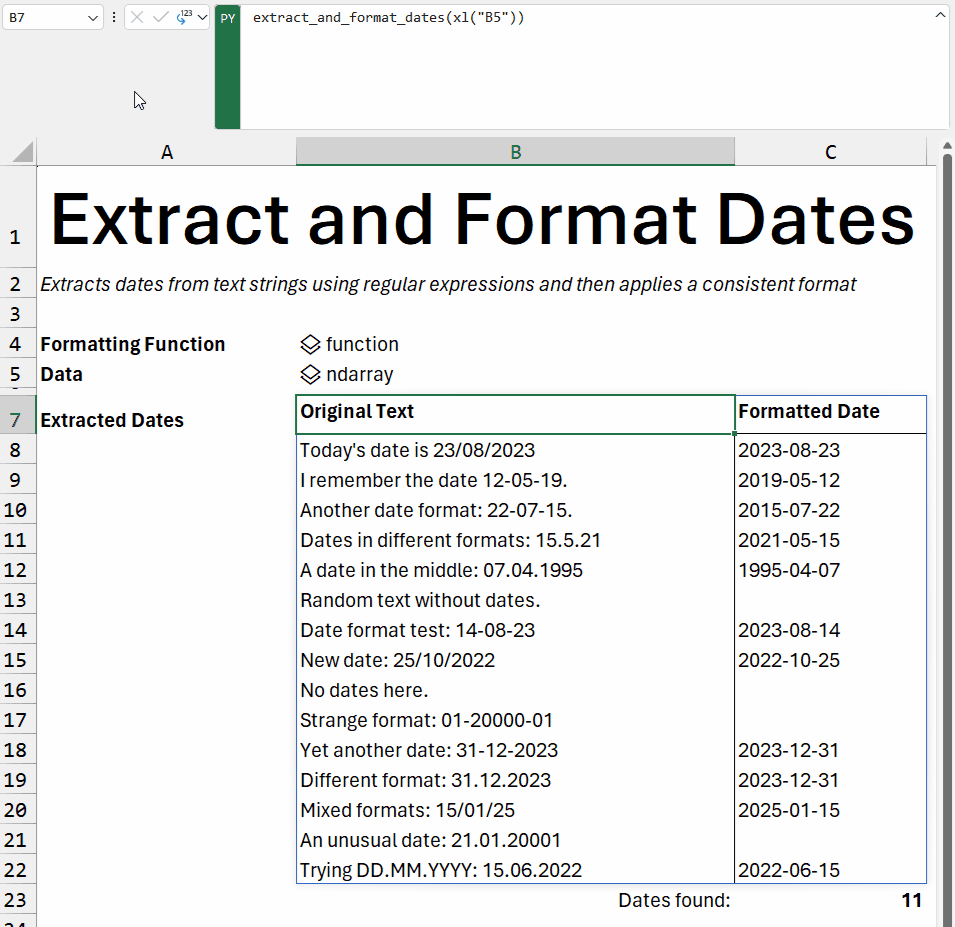 B7 123 PY extract_and_format_dates(xl("B5"))
A B C
1 Extract and Format Dates
2 Extracts dates from text strings using regular expressions and then applies a consistent format
3
4 Formatting Function function
5 Data ndarray
7 Extracted Dates Original Text Formatted Date
8 Today's date is 23/08/2023 2023-08-23
9 I remember the date 12-05-19. 2019-05-12
10 Another date format: 22-07-15. 2015-07-22
11 Dates in different formats: 15.5.21 2021-05-15
12 A date in the middle: 07.04.1995 1995-04-07
13 Random text without dates.
14 Date format test: 14-08-23 2023-08-14
15 New date: 25/10/2022 2022-10-25
16 No dates here.
17 Strange format: 01-20000-01
18 Yet another date: 31-12-2023 2023-12-31
19 Different format: 31.12.2023 2023-12-31
20 Mixed formats: 15/01/25 2025-01-15
21 An unusual date: 21.01.20001
22 Trying DD.MM.YYYY: 15.06.2022 2022-06-15
23 Dates found: 11